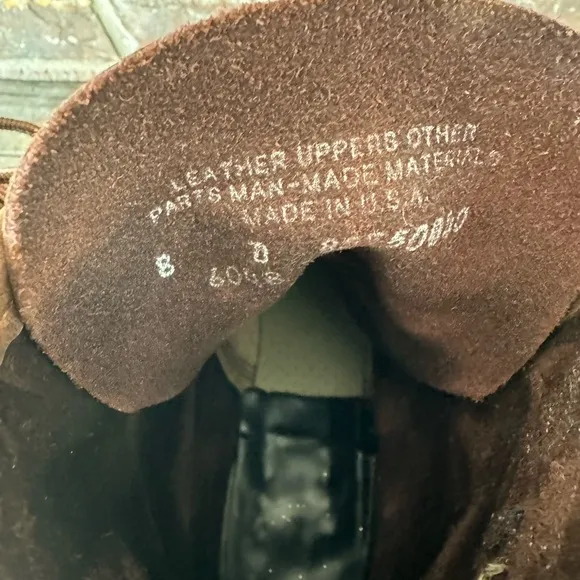 LEATHER UPPERS OTHER
PARTS MAN-MADE MATERIALS
MADE IN U.S.A.
8 D